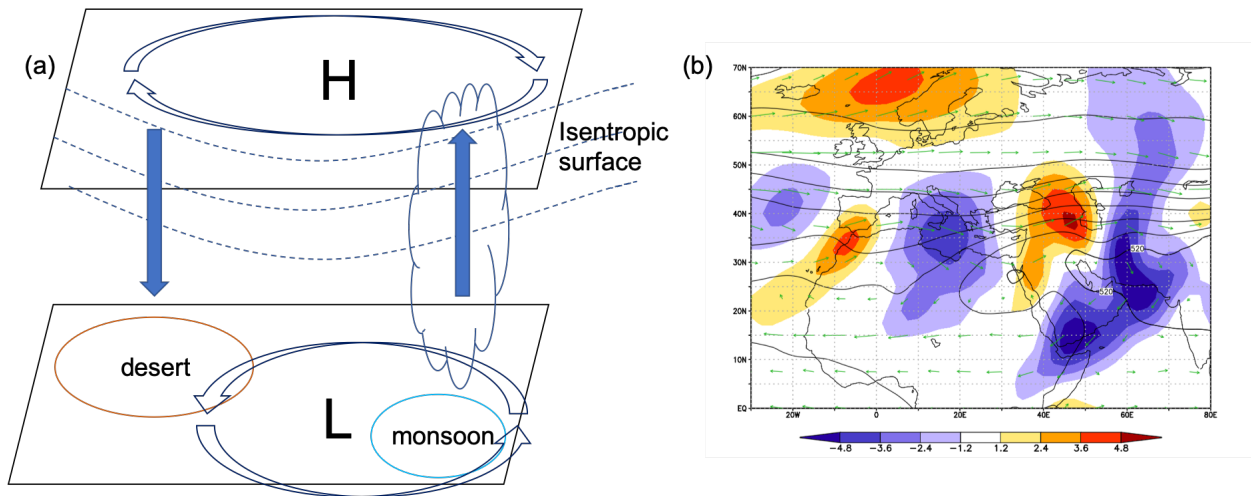 (a)
H
Isentropic
surface
desert
L
monsoon
(b)
70N
60N
50N
40N
30N
20N
10N
EQ
520
520
20W
0
20E
40E
60E
80E
-4.8
-3.6
-2.4
-1.2
1.2
2.4
3.6
4.8